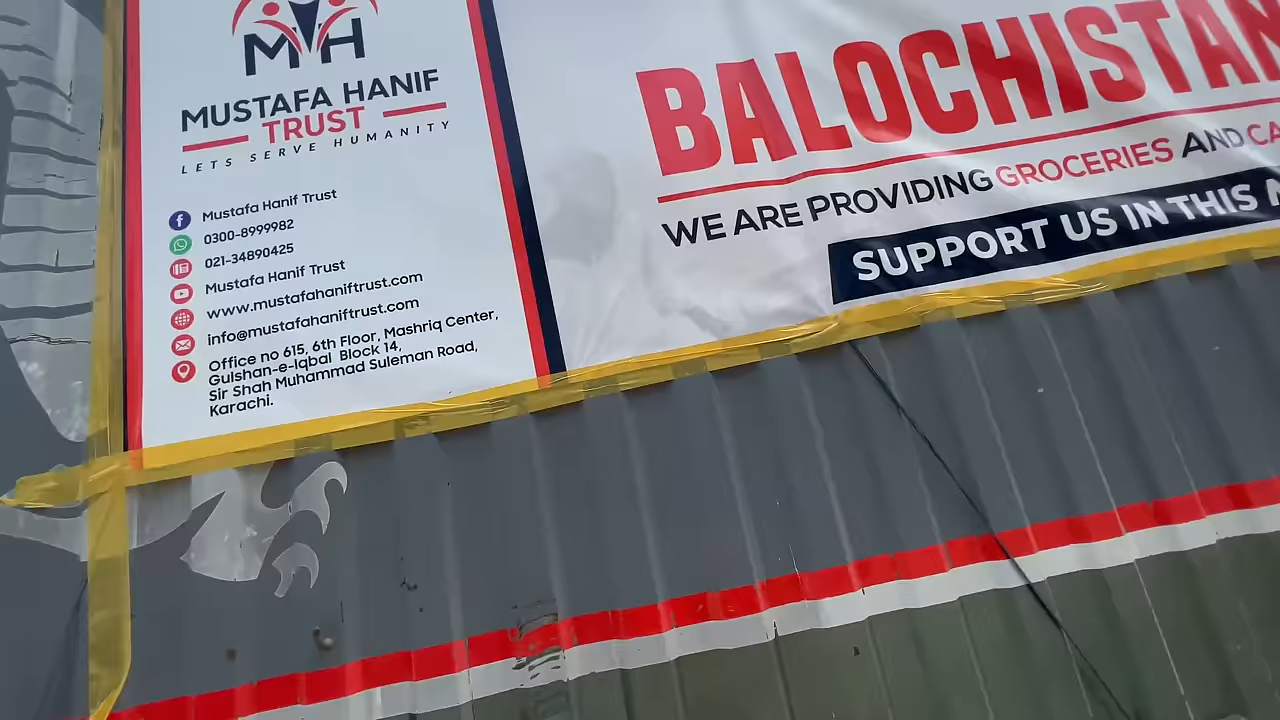 MH
MUSTAFA HANIF
TRUST
LETS SERVE HUMANITY
Mustafa Hanif Trust
0300-8999982
021-34890425
Mustafa Hanif Trust
www.mustafahaniftrust.com
info@mustafahaniftrust.com
Office no 615, 6th Floor, Mashriq Center,
Gulshan-e-Iqbal Block 14,
Sir Shah Muhammad Suleman Road,
Karachi.
BALOCHISTAN
WE ARE PROVIDING GROCERIES AND
SUPPORT US IN THIS